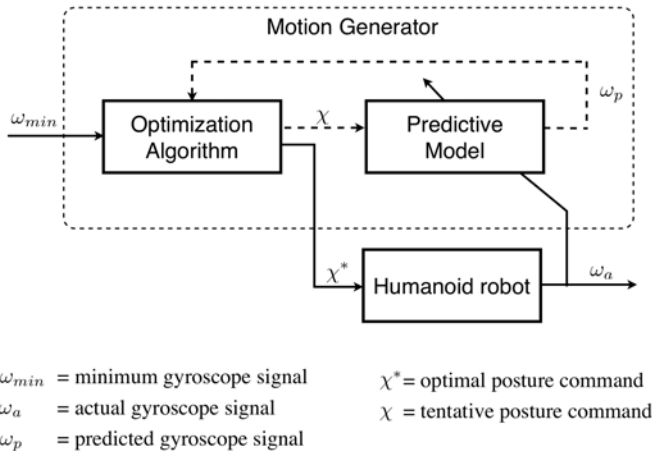 Motion Generator
ω_min
Optimization
Algorithm
χ
Predictive
Model
ω_p
χ*
Humanoid robot
ω_a
ω_min = minimum gyroscope signal
ω_a = actual gyroscope signal
ω_p = predicted gyroscope signal
χ* = optimal posture command
χ = tentative posture command